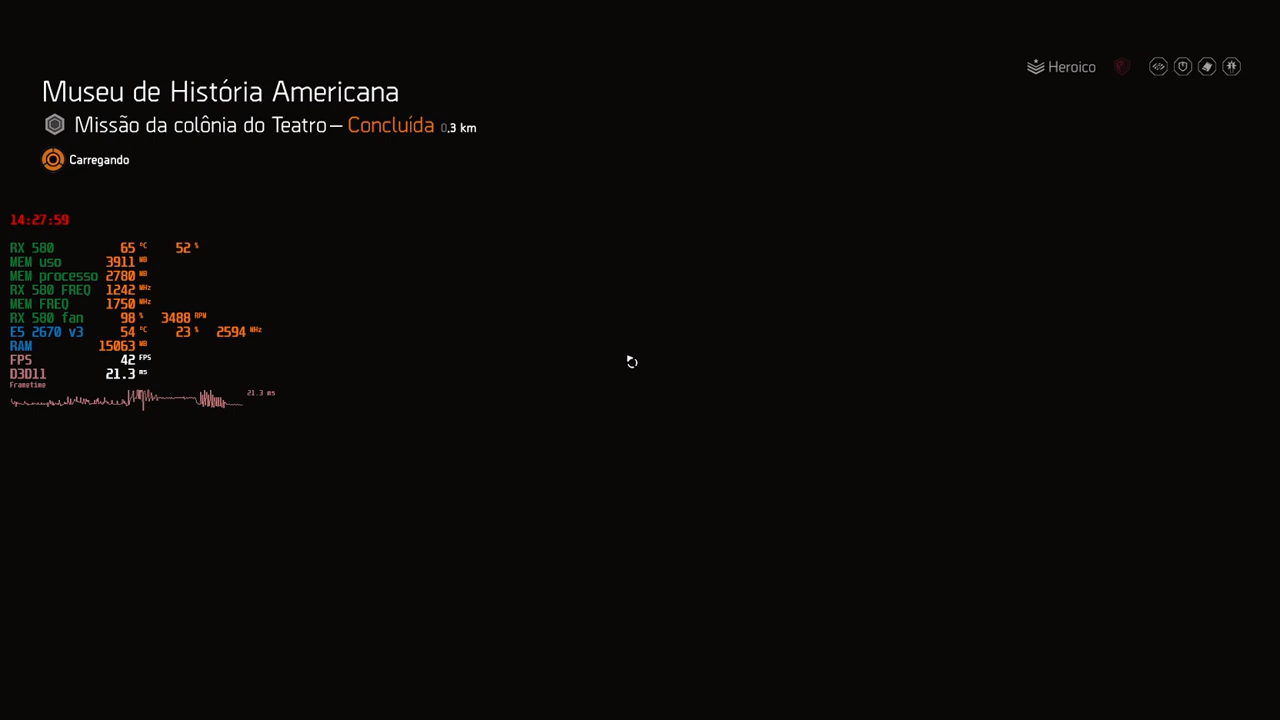 Museu de História Americana
Heroico
Missão da colônia do Teatro — Concluída 0.3 km
Carregando
14:27:59
RX 580 65 °C 52 %
MEM uso 3911 MB
MEM processo 2780 MB
RX 580 FREQ 1242 MHz
MEM FREQ 1750 MHz
RX 580 fan 98 % 3488 RPM
E5 2670 v3 54 °C 23 % 2594 MHz
RAM 15063 MB
FPS 42 FPS
D3D11 21.3 ms
Frametime
21.3 ms